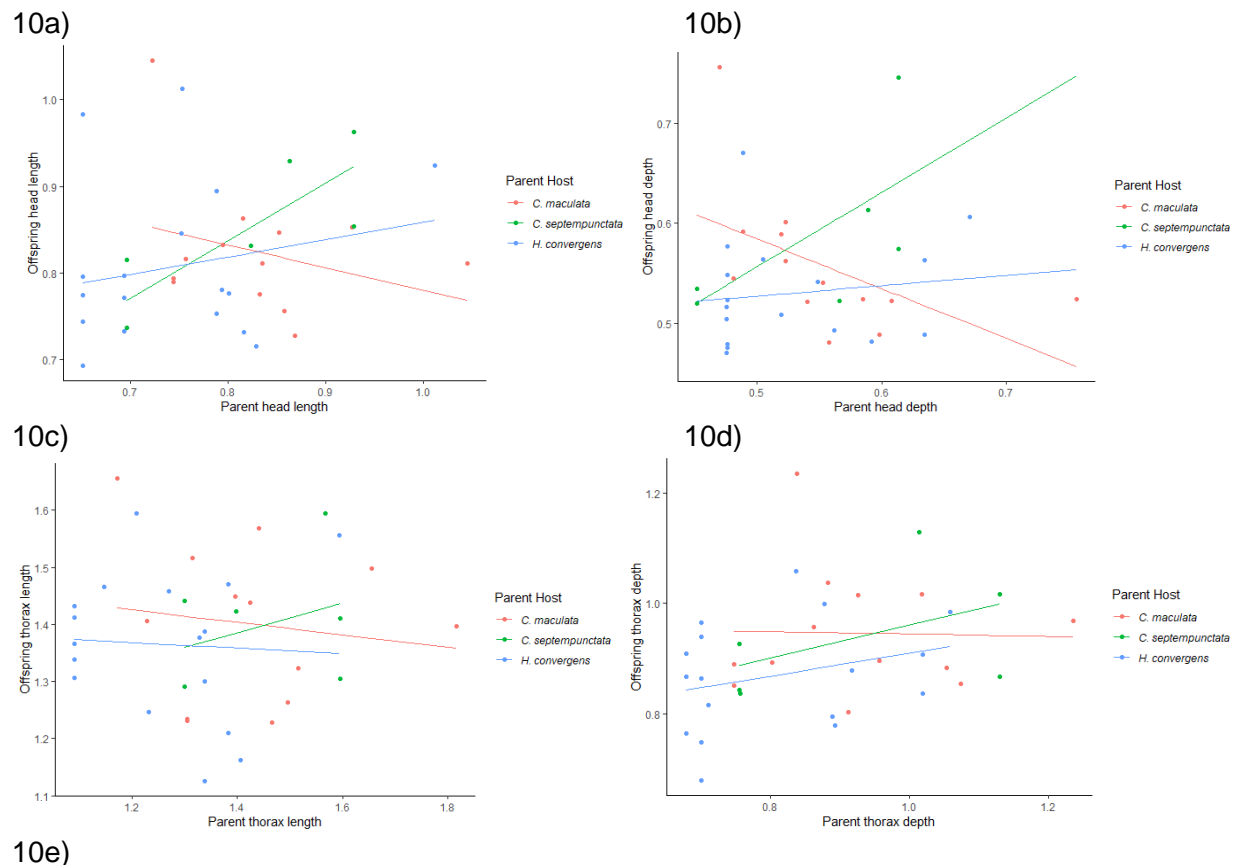 10a)
10b)
Offspring head length
1.0
0.9
0.8
0.7
0.7
0.8
0.9
1.0
Parent head length
Parent Host
C. maculata
C. septempunctata
H. convergens
Offspring head depth
0.7
0.6
0.5
0.5
0.6
0.7
Parent head depth
Parent Host
C. maculata
C. septempunctata
H. convergens
10c)
10d)
Offspring thorax length
1.6
1.5
1.4
1.3
1.2
1.1
1.2
1.4
1.6
1.8
Parent thorax length
Parent Host
C. maculata
C. septempunctata
H. convergens
Offspring thorax depth
1.2
1.0
0.8
0.8
1.0
1.2
Parent thorax depth
Parent Host
C. maculata
C. septempunctata
H. convergens
10e)